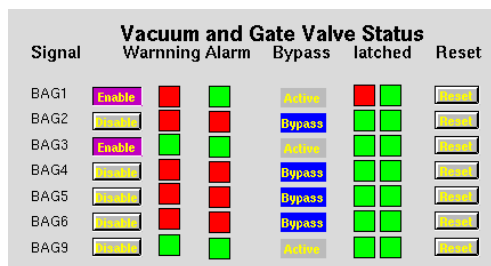 Vacuum and Gate Valve Status
Signal Warnning Alarm Bypass latched Reset
BAG1 Enable Active Reset
BAG2 Disable Bypass Reset
BAG3 Enable Active Reset
BAG4 Disable Bypass Reset
BAG5 Disable Bypass Reset
BAG6 Disable Bypass Reset
BAG9 Disable Active Reset